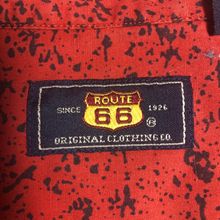 ROUTE
SINCE 66 1926
ORIGINAL CLOTHING CO.